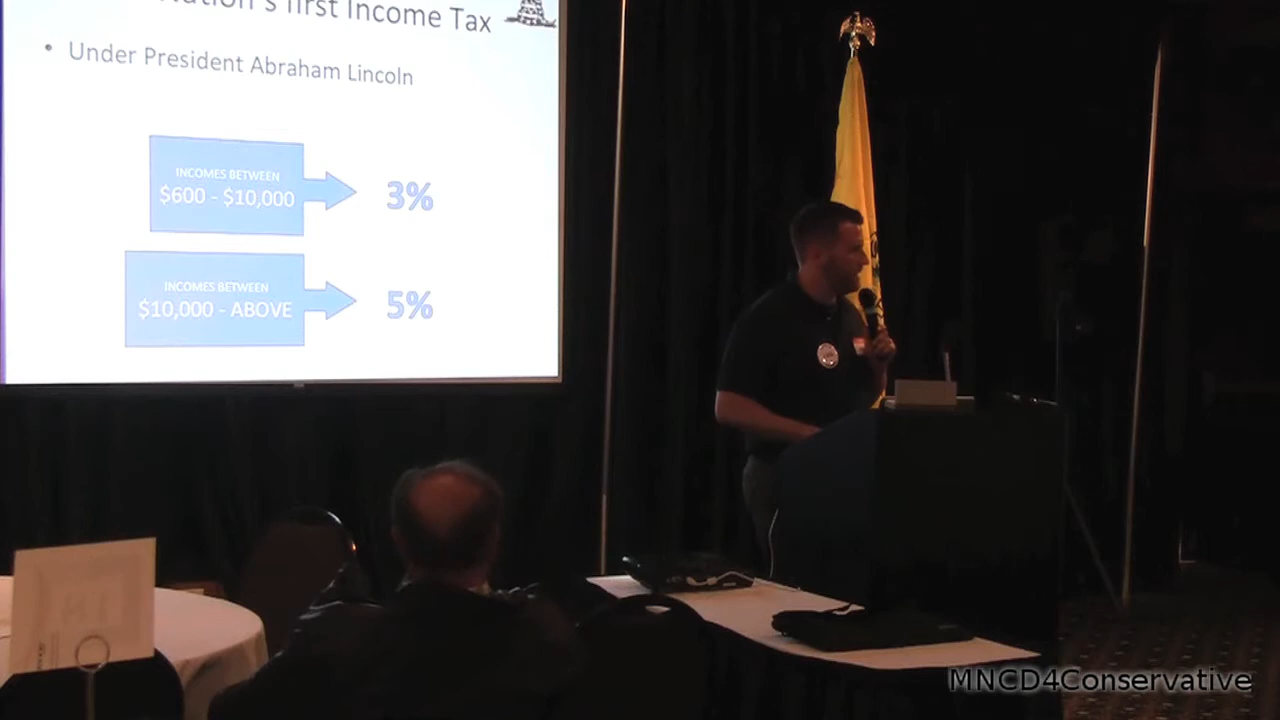 Nation's first Income Tax
• Under President Abraham Lincoln
INCOMES BETWEEN
$600 - $10,000
3%
INCOMES BETWEEN
$10,000 - ABOVE
5%
MNCD4Conservative